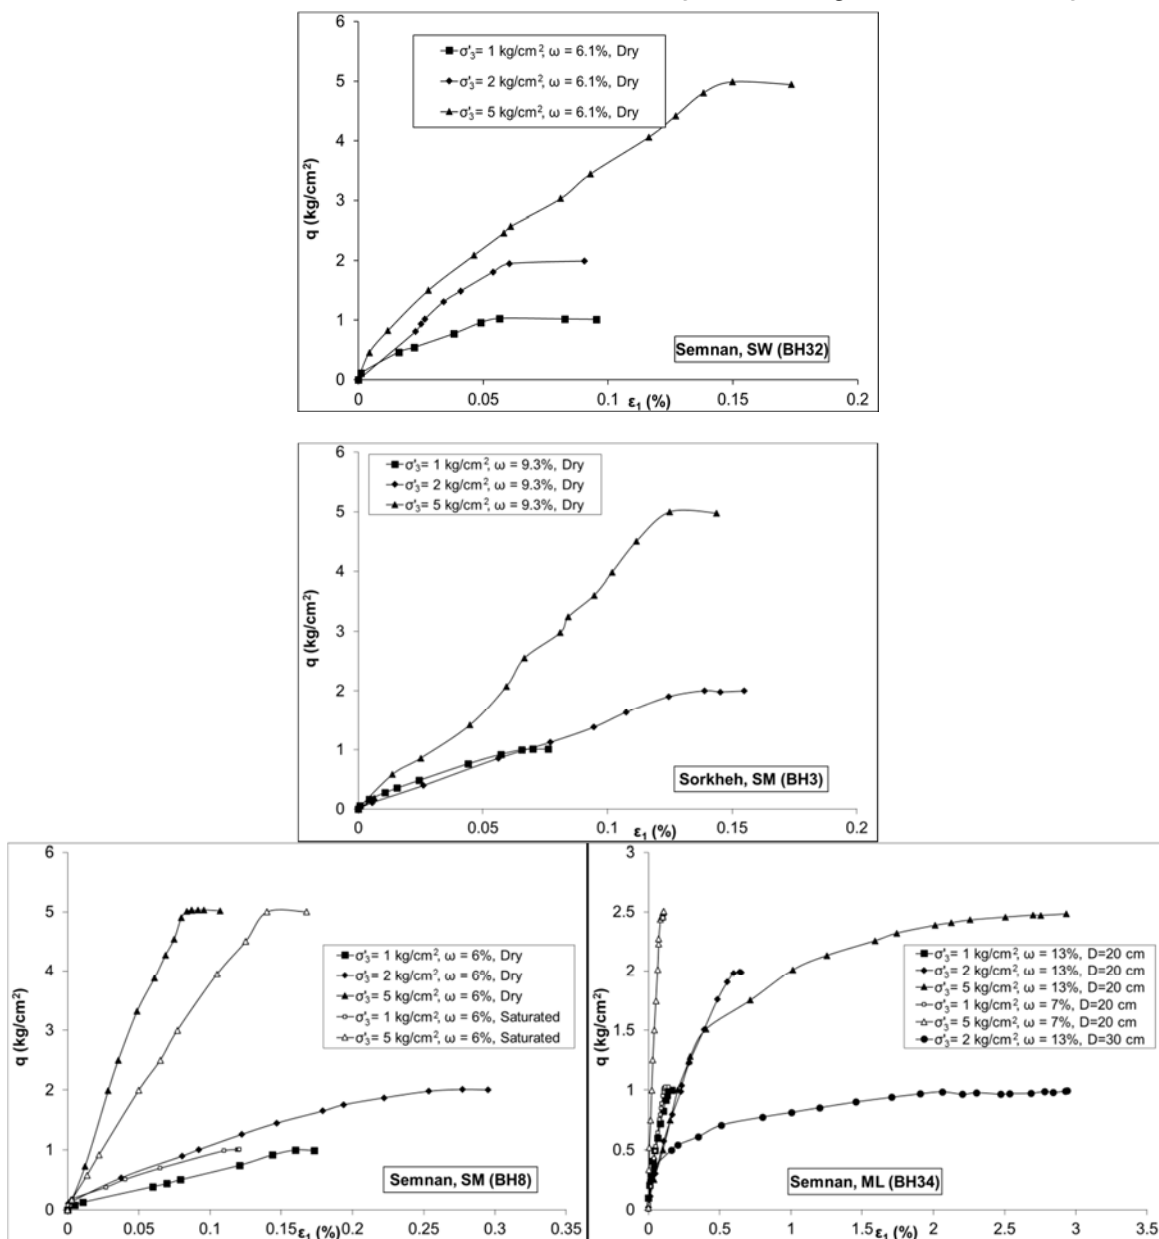 6
5
4
3
2
1
0
q (kg/cm²)
σ'₃= 1 kg/cm², ω = 6.1%, Dry
σ'₃= 2 kg/cm², ω = 6.1%, Dry
σ'₃= 5 kg/cm², ω = 6.1%, Dry
Semnan, SW (BH32)
0 0.05 0.1 0.15 0.2
ε₁ (%)
6
5
4
3
2
1
0
q (kg/cm²)
σ'₃= 1 kg/cm², ω = 9.3%, Dry
σ'₃= 2 kg/cm², ω = 9.3%, Dry
σ'₃= 5 kg/cm², ω = 9.3%, Dry
Sorkheh, SM (BH3)
0 0.05 0.1 0.15 0.2
ε₁ (%)
6
5
4
3
2
1
0
q (kg/cm²)
σ'₃= 1 kg/cm², ω = 6%, Dry
σ'₃= 2 kg/cm², ω = 6%, Dry
σ'₃= 5 kg/cm², ω = 6%, Dry
σ'₃= 1 kg/cm², ω = 6%, Saturated
σ'₃= 5 kg/cm², ω = 6%, Saturated
Semnan, SM (BH8)
0 0.05 0.1 0.15 0.2 0.25 0.3 0.35
ε₁ (%)
3
2.5
2
1.5
1
0.5
0
q (kg/cm²)
σ'₃= 1 kg/cm², ω = 13%, D=20 cm
σ'₃= 2 kg/cm², ω = 13%, D=20 cm
σ'₃= 5 kg/cm², ω = 13%, D=20 cm
σ'₃= 1 kg/cm², ω = 7%, D=20 cm
σ'₃= 5 kg/cm², ω = 7%, D=20 cm
σ'₃= 2 kg/cm², ω = 13%, D=30 cm
Semnan, ML (BH34)
0 0.5 1 1.5 2 2.5 3 3.5
ε₁ (%)